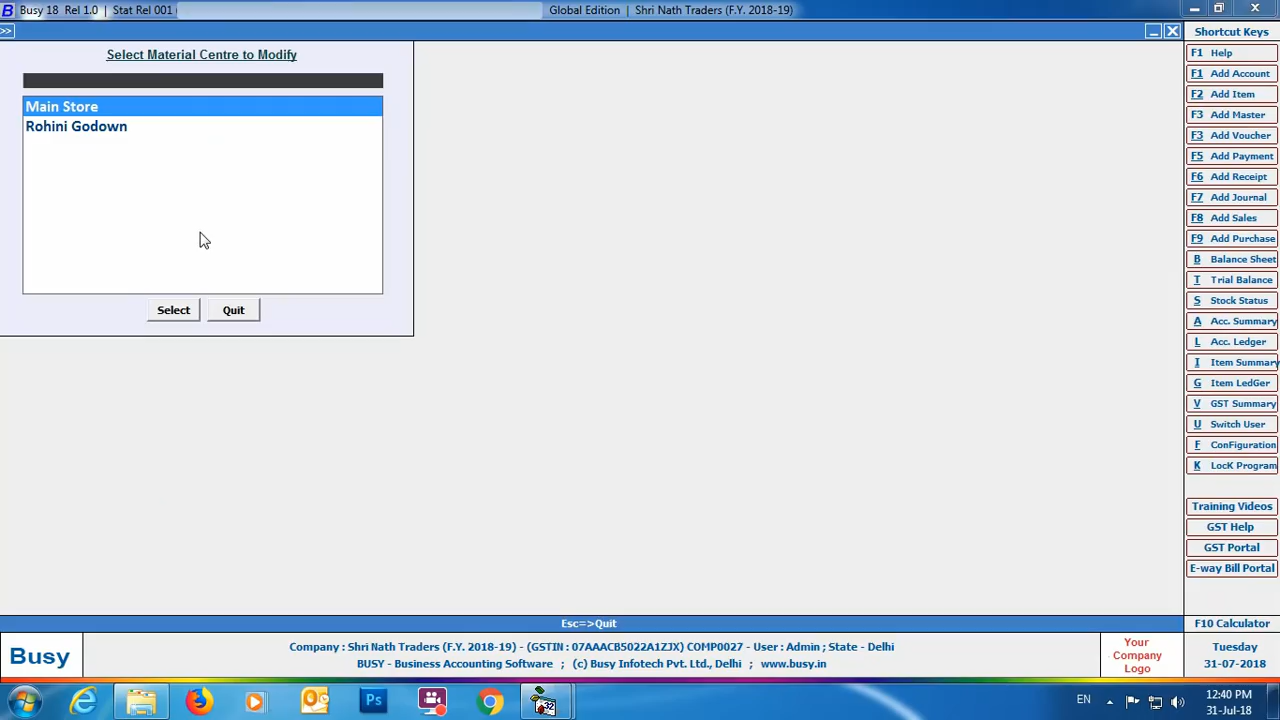 Busy 18 Rel 1.0 | Stat Rel 001 Global Edition | Shri Nath Traders (F.Y. 2018-19)
>>
Select Material Centre to Modify
Main Store
Rohini Godown
Select Quit
Shortcut Keys
F1 Help
F1 Add Account
F2 Add Item
F3 Add Master
F3 Add Voucher
F5 Add Payment
F6 Add Receipt
F7 Add Journal
F8 Add Sales
F9 Add Purchase
B Balance Sheet
T Trial Balance
S Stock Status
A Acc. Summary
L Acc. Ledger
I Item Summary
G Item LedGer
V GST Summary
U Switch User
F ConFiguration
K LocK Program
Training Videos
GST Help
GST Portal
E-way Bill Portal
Esc=>Quit
F10 Calculator
Busy
Company : Shri Nath Traders (F.Y. 2018-19) - (GSTIN : 07AAACB5022A1ZJX) COMP0027 - User : Admin ; State - Delhi
BUSY - Business Accounting Software ; (c) Busy Infotech Pvt. Ltd., Delhi ; www.busy.in
Your
Company
Logo
Tuesday
31-07-2018
Ps
32
EN
12:40 PM
31-Jul-18